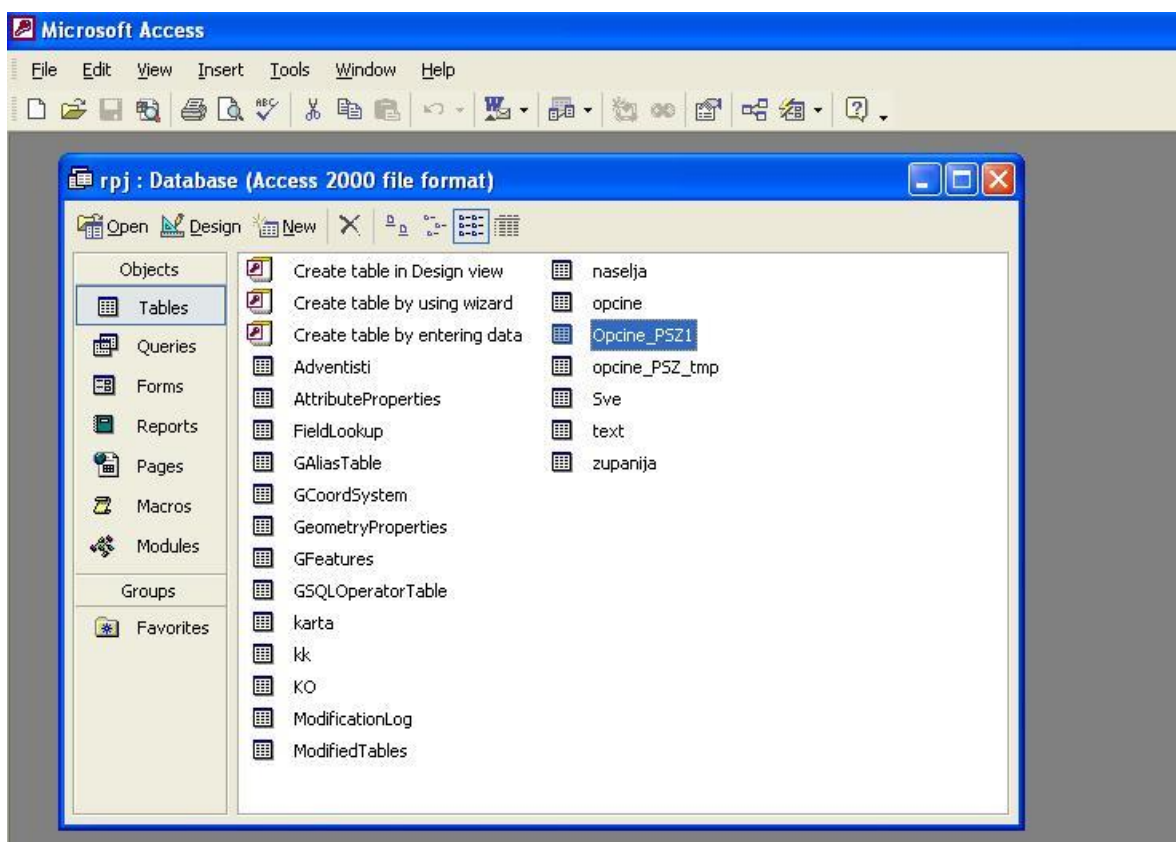 Microsoft Access
File Edit View Insert Tools Window Help
ABC
rpj : Database (Access 2000 file format)
Open Design New
Objects
Tables
Queries
Forms
Reports
Pages
Macros
Modules
Groups
Favorites
Create table in Design view
Create table by using wizard
Create table by entering data
Adventisti
AttributeProperties
FieldLookup
GAliasTable
GCoordSystem
GeometryProperties
GFeatures
GSQLOperatorTable
karta
kk
KO
ModificationLog
ModifiedTables
naselja
opcine
Opcine_PSZ1
opcine_PSZ_tmp
Sve
text
zupanija